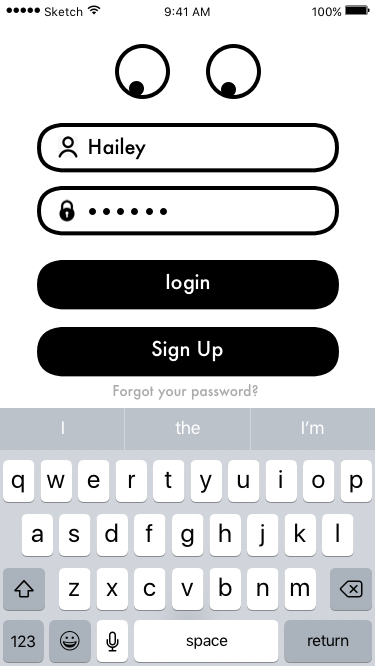 Sketch 9:41 AM 100%
Hailey
••••••
login
Sign Up
Forgot your password?
I the I'm
q w e r t y u i o p
a s d f g h j k l
z x c v b n m
123 space return